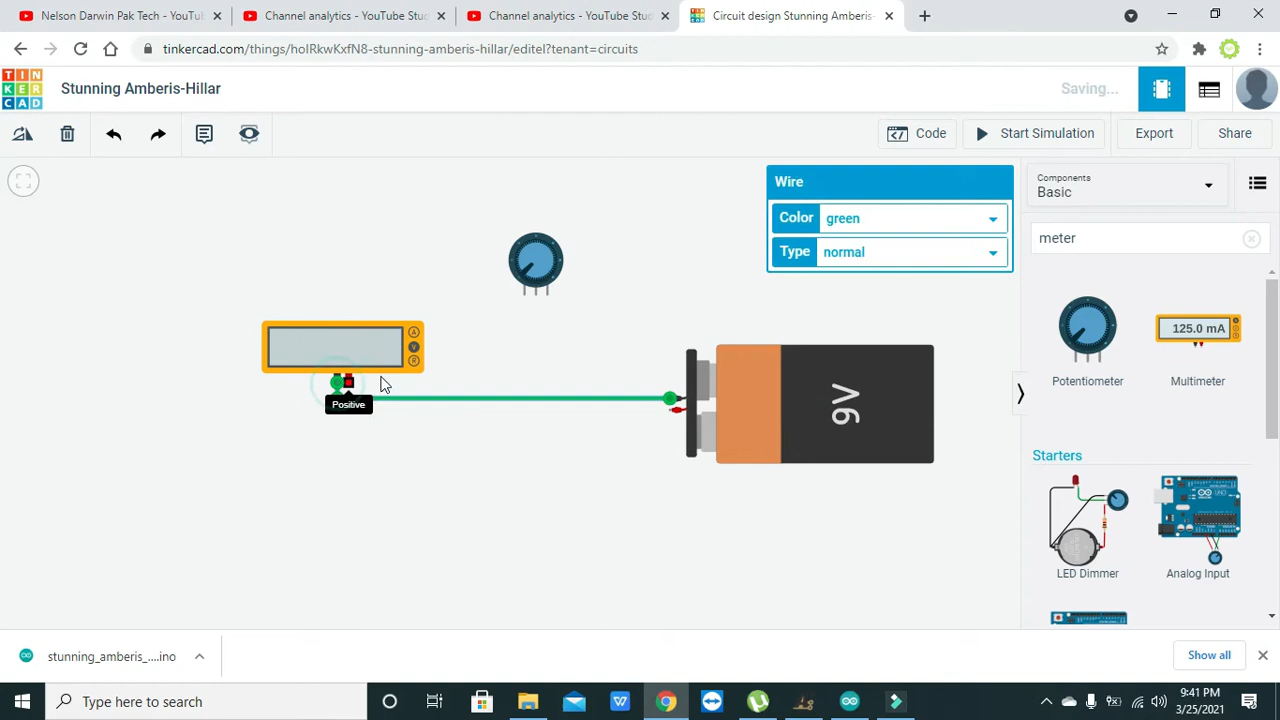 Nelson Darwin Pak Tech - YouTu
Channel analytics - YouTube Stu
Channel analytics - YouTube Stud
Circuit design Stunning Amberis-
tinkercad.com/things/holRkwKxfN8-stunning-amberis-hillar/editel?tenant=circuits
TIN
KER
CAD
Stunning Amberis-Hillar
Saving...
Code
Start Simulation
Export
Share
Wire
Color green
Type normal
Components
Basic
meter
A
V
R
Positive
9V
125.0 mA
Potentiometer
Multimeter
Starters
LED Dimmer
Analog Input
stunning_amberis_....ino
Show all
Type here to search
9:41 PM
3/25/2021